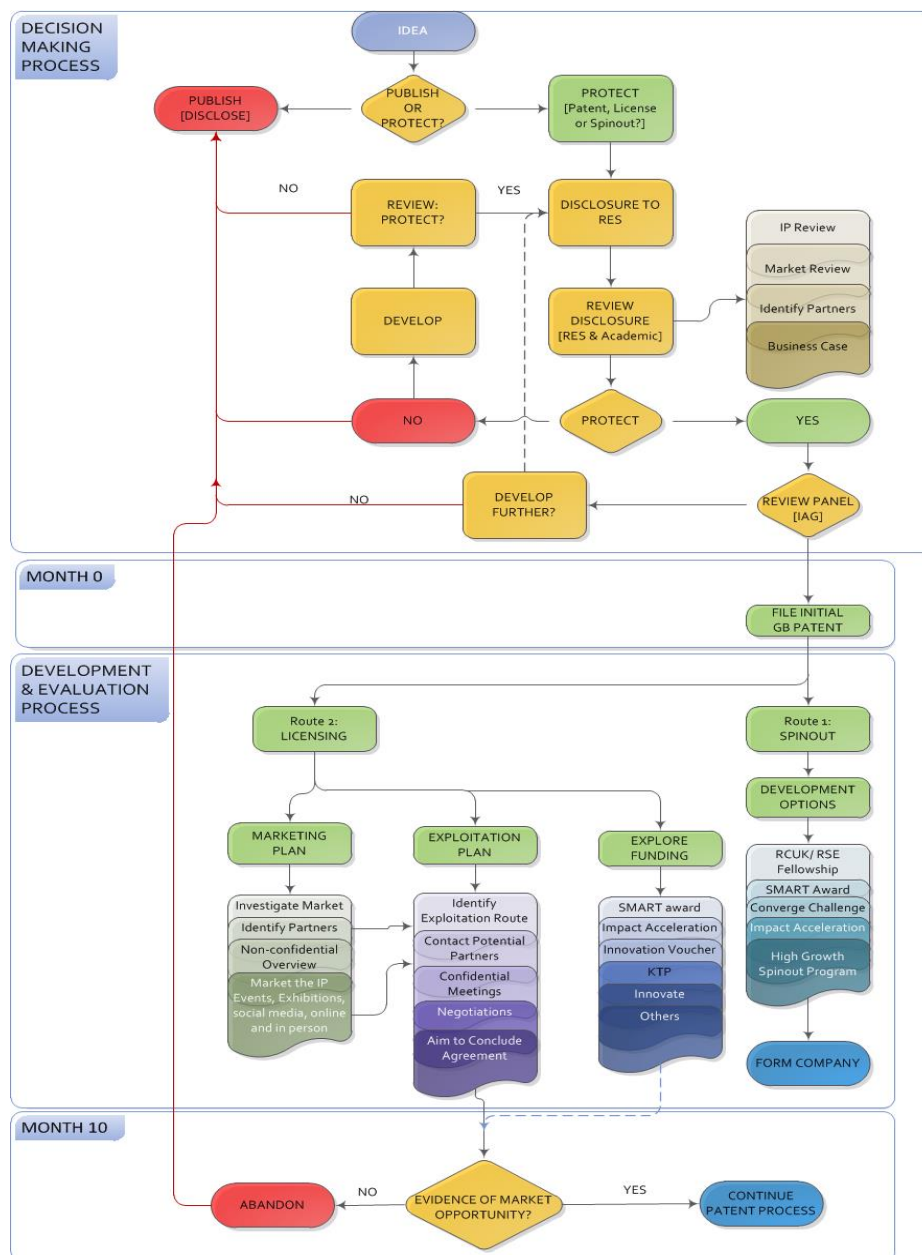 DECISION
MAKING
PROCESS
IDEA
PUBLISH
OR
PROTECT?
PUBLISH
[DISCLOSE]
PROTECT
[Patent, License
or Spinout?]
NO
REVIEW:
PROTECT?
YES
DISCLOSURE TO
RES
IP Review
Market Review
Identify Partners
Business Case
DEVELOP
REVIEW
DISCLOSURE
[RES & Academic]
NO
PROTECT
YES
NO
DEVELOP
FURTHER?
REVIEW PANEL
[IAG]
MONTH 0
FILE INITIAL
GB PATENT
DEVELOPMENT
& EVALUATION
PROCESS
Route 2:
LICENSING
Route 1:
SPINOUT
DEVELOPMENT
OPTIONS
MARKETING
PLAN
EXPLOITATION
PLAN
EXPLORE
FUNDING
Investigate Market
Identify Partners
Non-confidential
Overview
Market the IP
Events, Exhibitions,
social media, online
and in person
Identify
Exploitation Route
Contact Potential
Partners
Confidential
Meetings
Negotiations
Aim to Conclude
Agreement
SMART award
Impact Acceleration
Innovation Voucher
KTP
Innovate
Others
RCUK/ RSE
Fellowship
SMART Award
Converge Challenge
Impact Acceleration
High Growth
Spinout Program
FORM COMPANY
MONTH 10
ABANDON
NO
EVIDENCE OF MARKET
OPPORTUNITY?
YES
CONTINUE
PATENT PROCESS